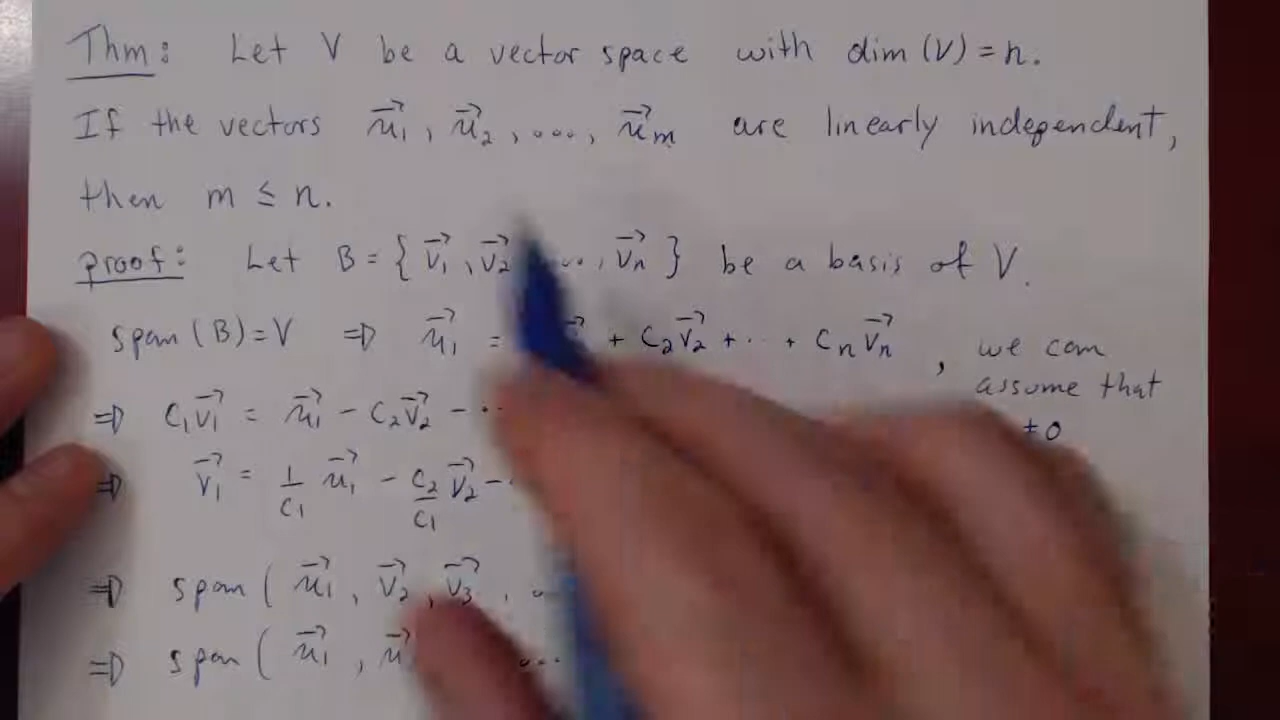 Thm: Let V be a vector space with dim (V) = n.
If the vectors u⃗₁, u⃗₂, ..., u⃗ₘ are linearly independent,
then m ≤ n.
proof: Let B = { v⃗₁, v⃗₂ ..., v⃗ₙ } be a basis of V.
span (B) = V ⇒ u⃗₁ = + c₂v⃗₂ + ·· + cₙv⃗ₙ , we can
assume that
⇒ c₁v⃗₁ = u⃗₁ - c₂v⃗₂ - ··
≠0
⇒ v⃗₁ = 1/c₁ u⃗₁ - c₂/c₁ v⃗₂ - ·
⇒ span ( u⃗₁, v⃗₂, v⃗₃,
⇒ span ( u⃗₁, ...